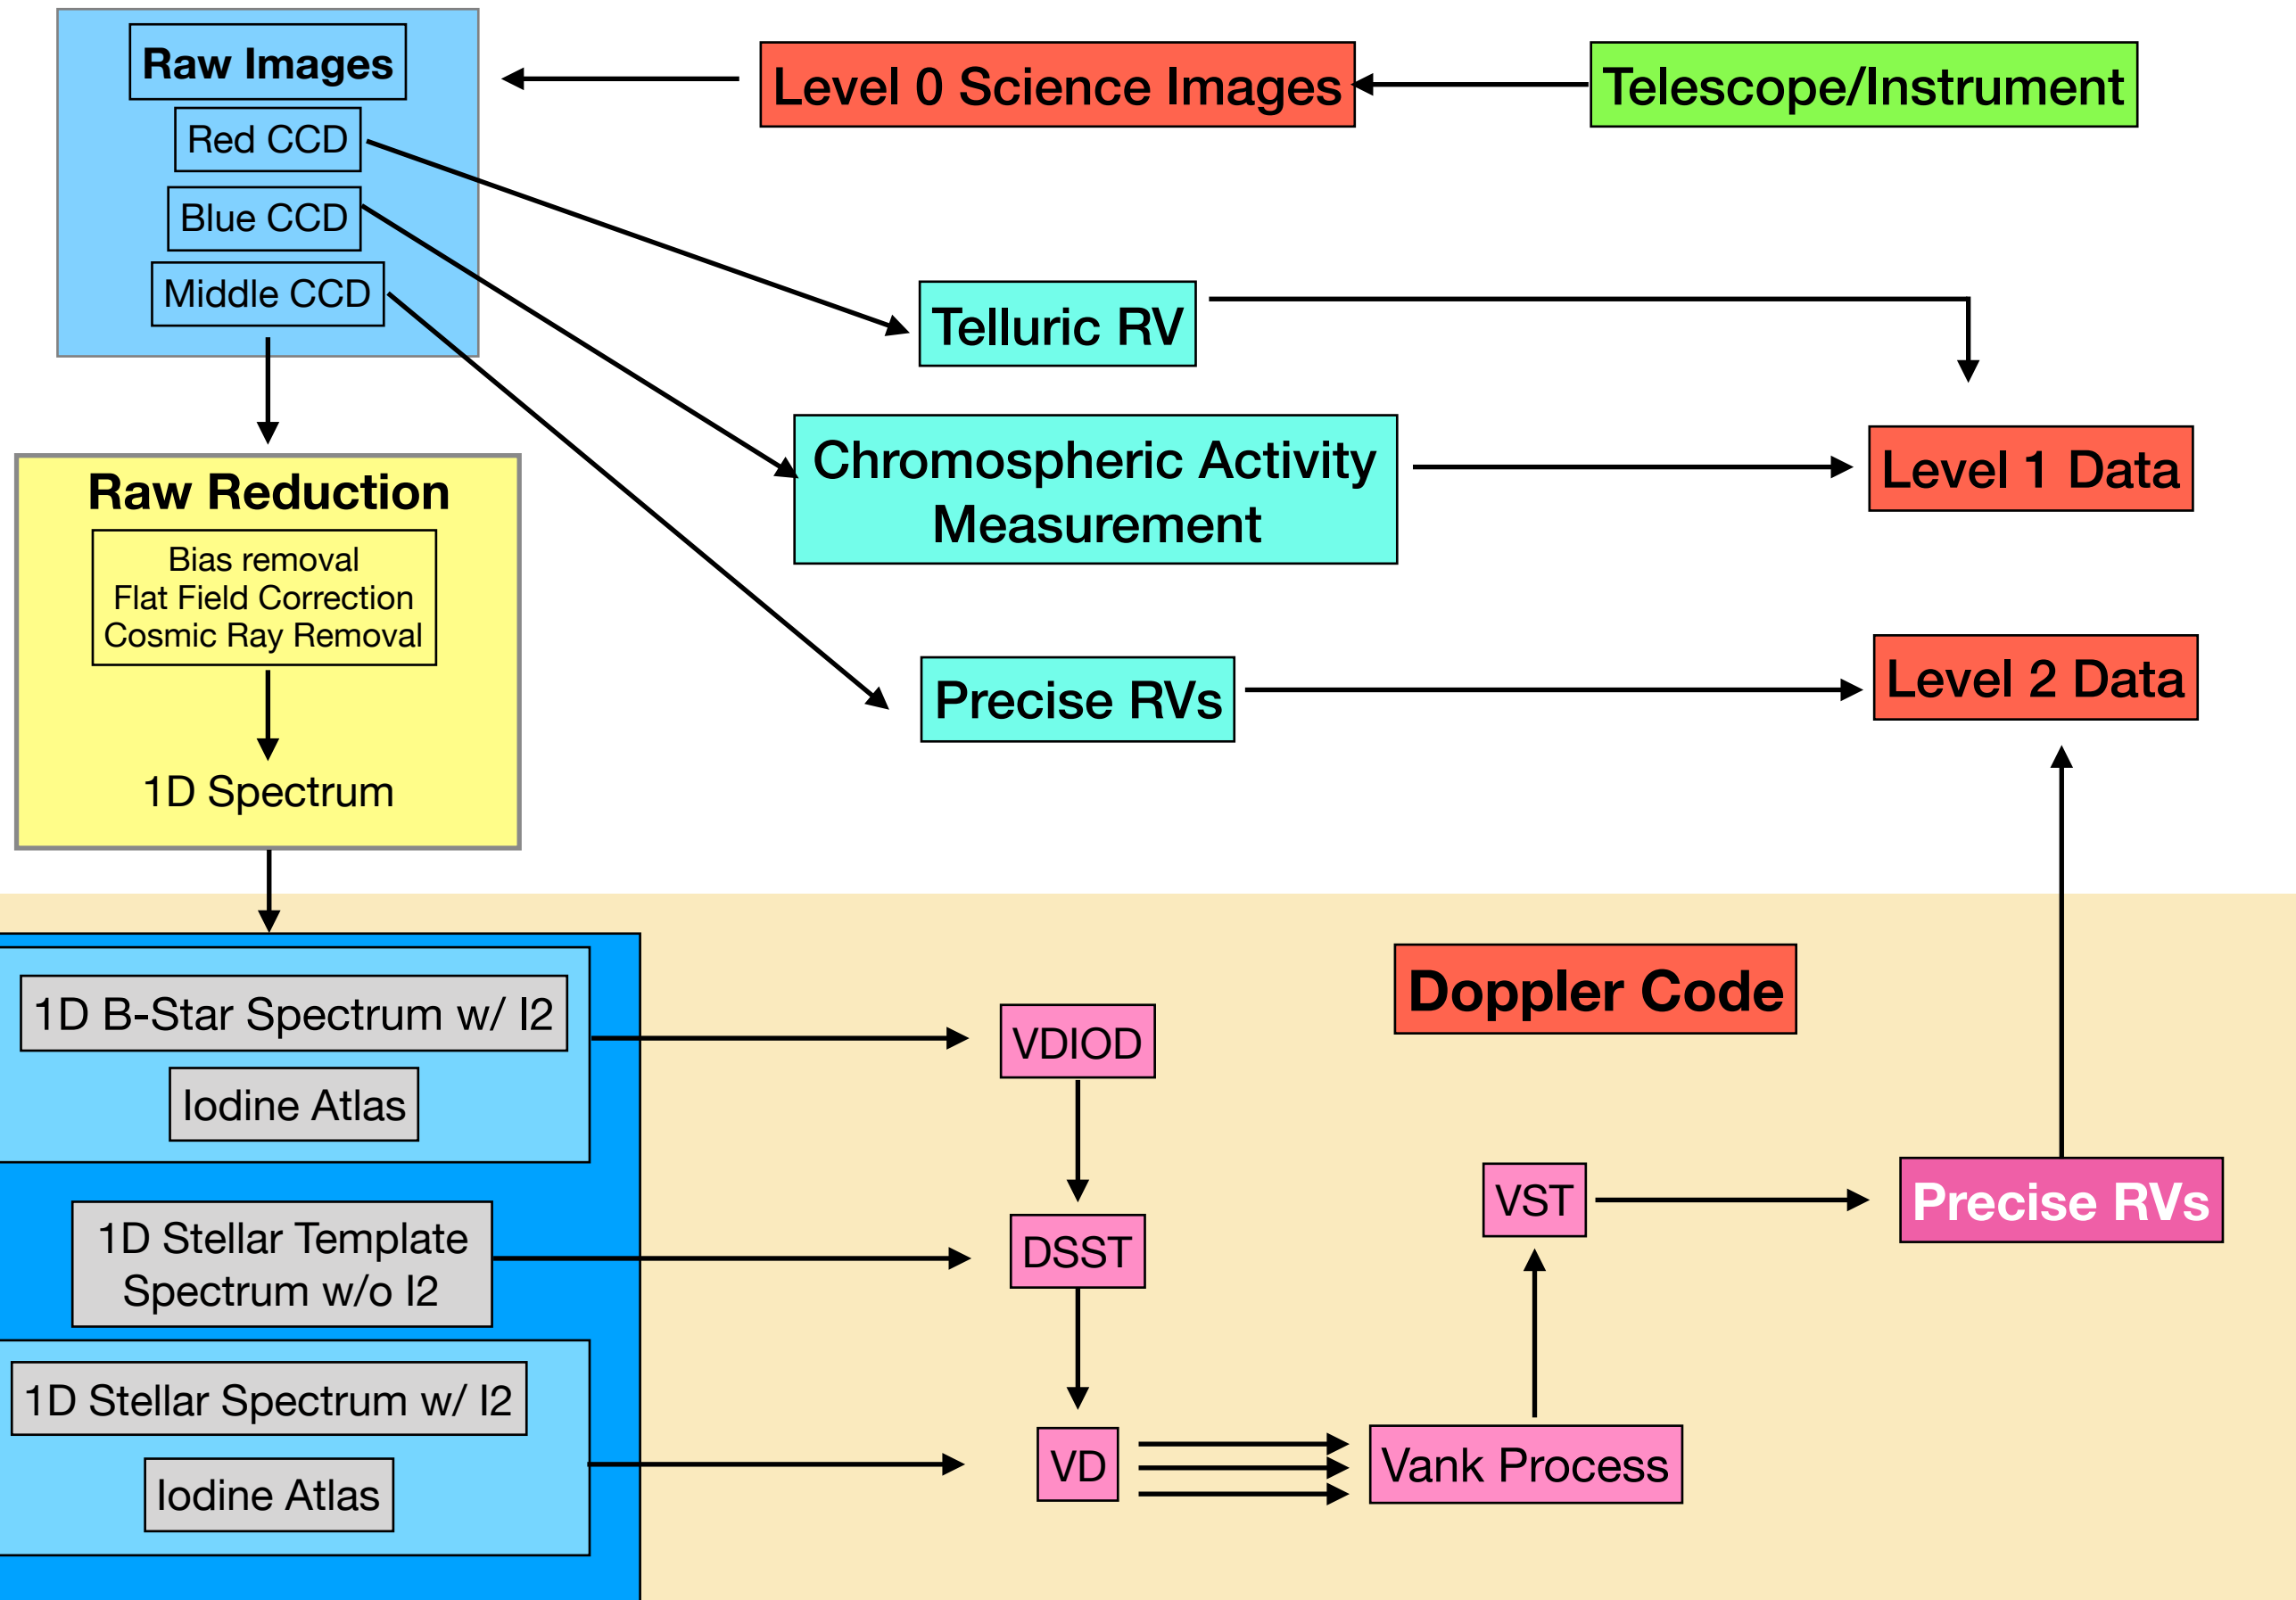 Raw Images
Red CCD
Blue CCD
Middle CCD
Level 0 Science Images
Telescope/Instrument
Telluric RV
Chromospheric Activity
Measurement
Level 1 Data
Precise RVs
Level 2 Data
Raw Reduction
Bias removal
Flat Field Correction
Cosmic Ray Removal
1D Spectrum
1D B-Star Spectrum w/ I2
Iodine Atlas
1D Stellar Template
Spectrum w/o I2
1D Stellar Spectrum w/ I2
Iodine Atlas
Doppler Code
VDIOD
DSST
VD
Vank Process
VST
Precise RVs